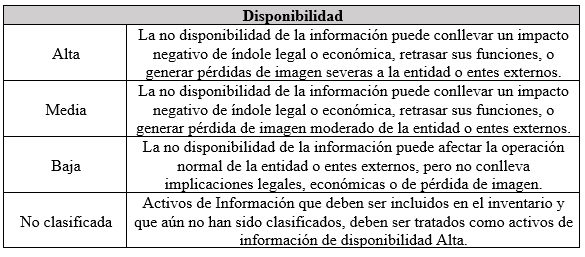 Disponibilidad
Alta
La no disponibilidad de la información puede conllevar un impacto
negativo de índole legal o económica, retrasar sus funciones, o
generar pérdidas de imagen severas a la entidad o entes externos.
Media
La no disponibilidad de la información puede conllevar un impacto
negativo de índole legal o económica, retrasar sus funciones, o
generar pérdida de imagen moderado de la entidad o entes externos.
Baja
La no disponibilidad de la información puede afectar la operación
normal de la entidad o entes externos, pero no conlleva
implicaciones legales, económicas o de pérdida de imagen.
No clasificada
Activos de Información que deben ser incluidos en el inventario y
que aún no han sido clasificados, deben ser tratados como activos de
información de disponibilidad Alta.